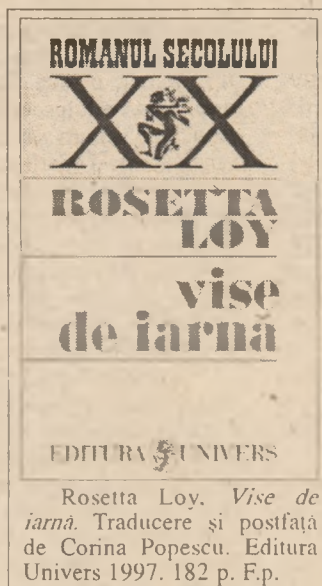 ROMANUL SECOLULUI
XX
ROSETTA
LOY
vise
de iarnă
EDITURA UNIVERS
Rosetta Loy. Vise de
iarnă. Traducere și postfață
de Corina Popescu. Editura
Univers 1997. 182 p. F.p.